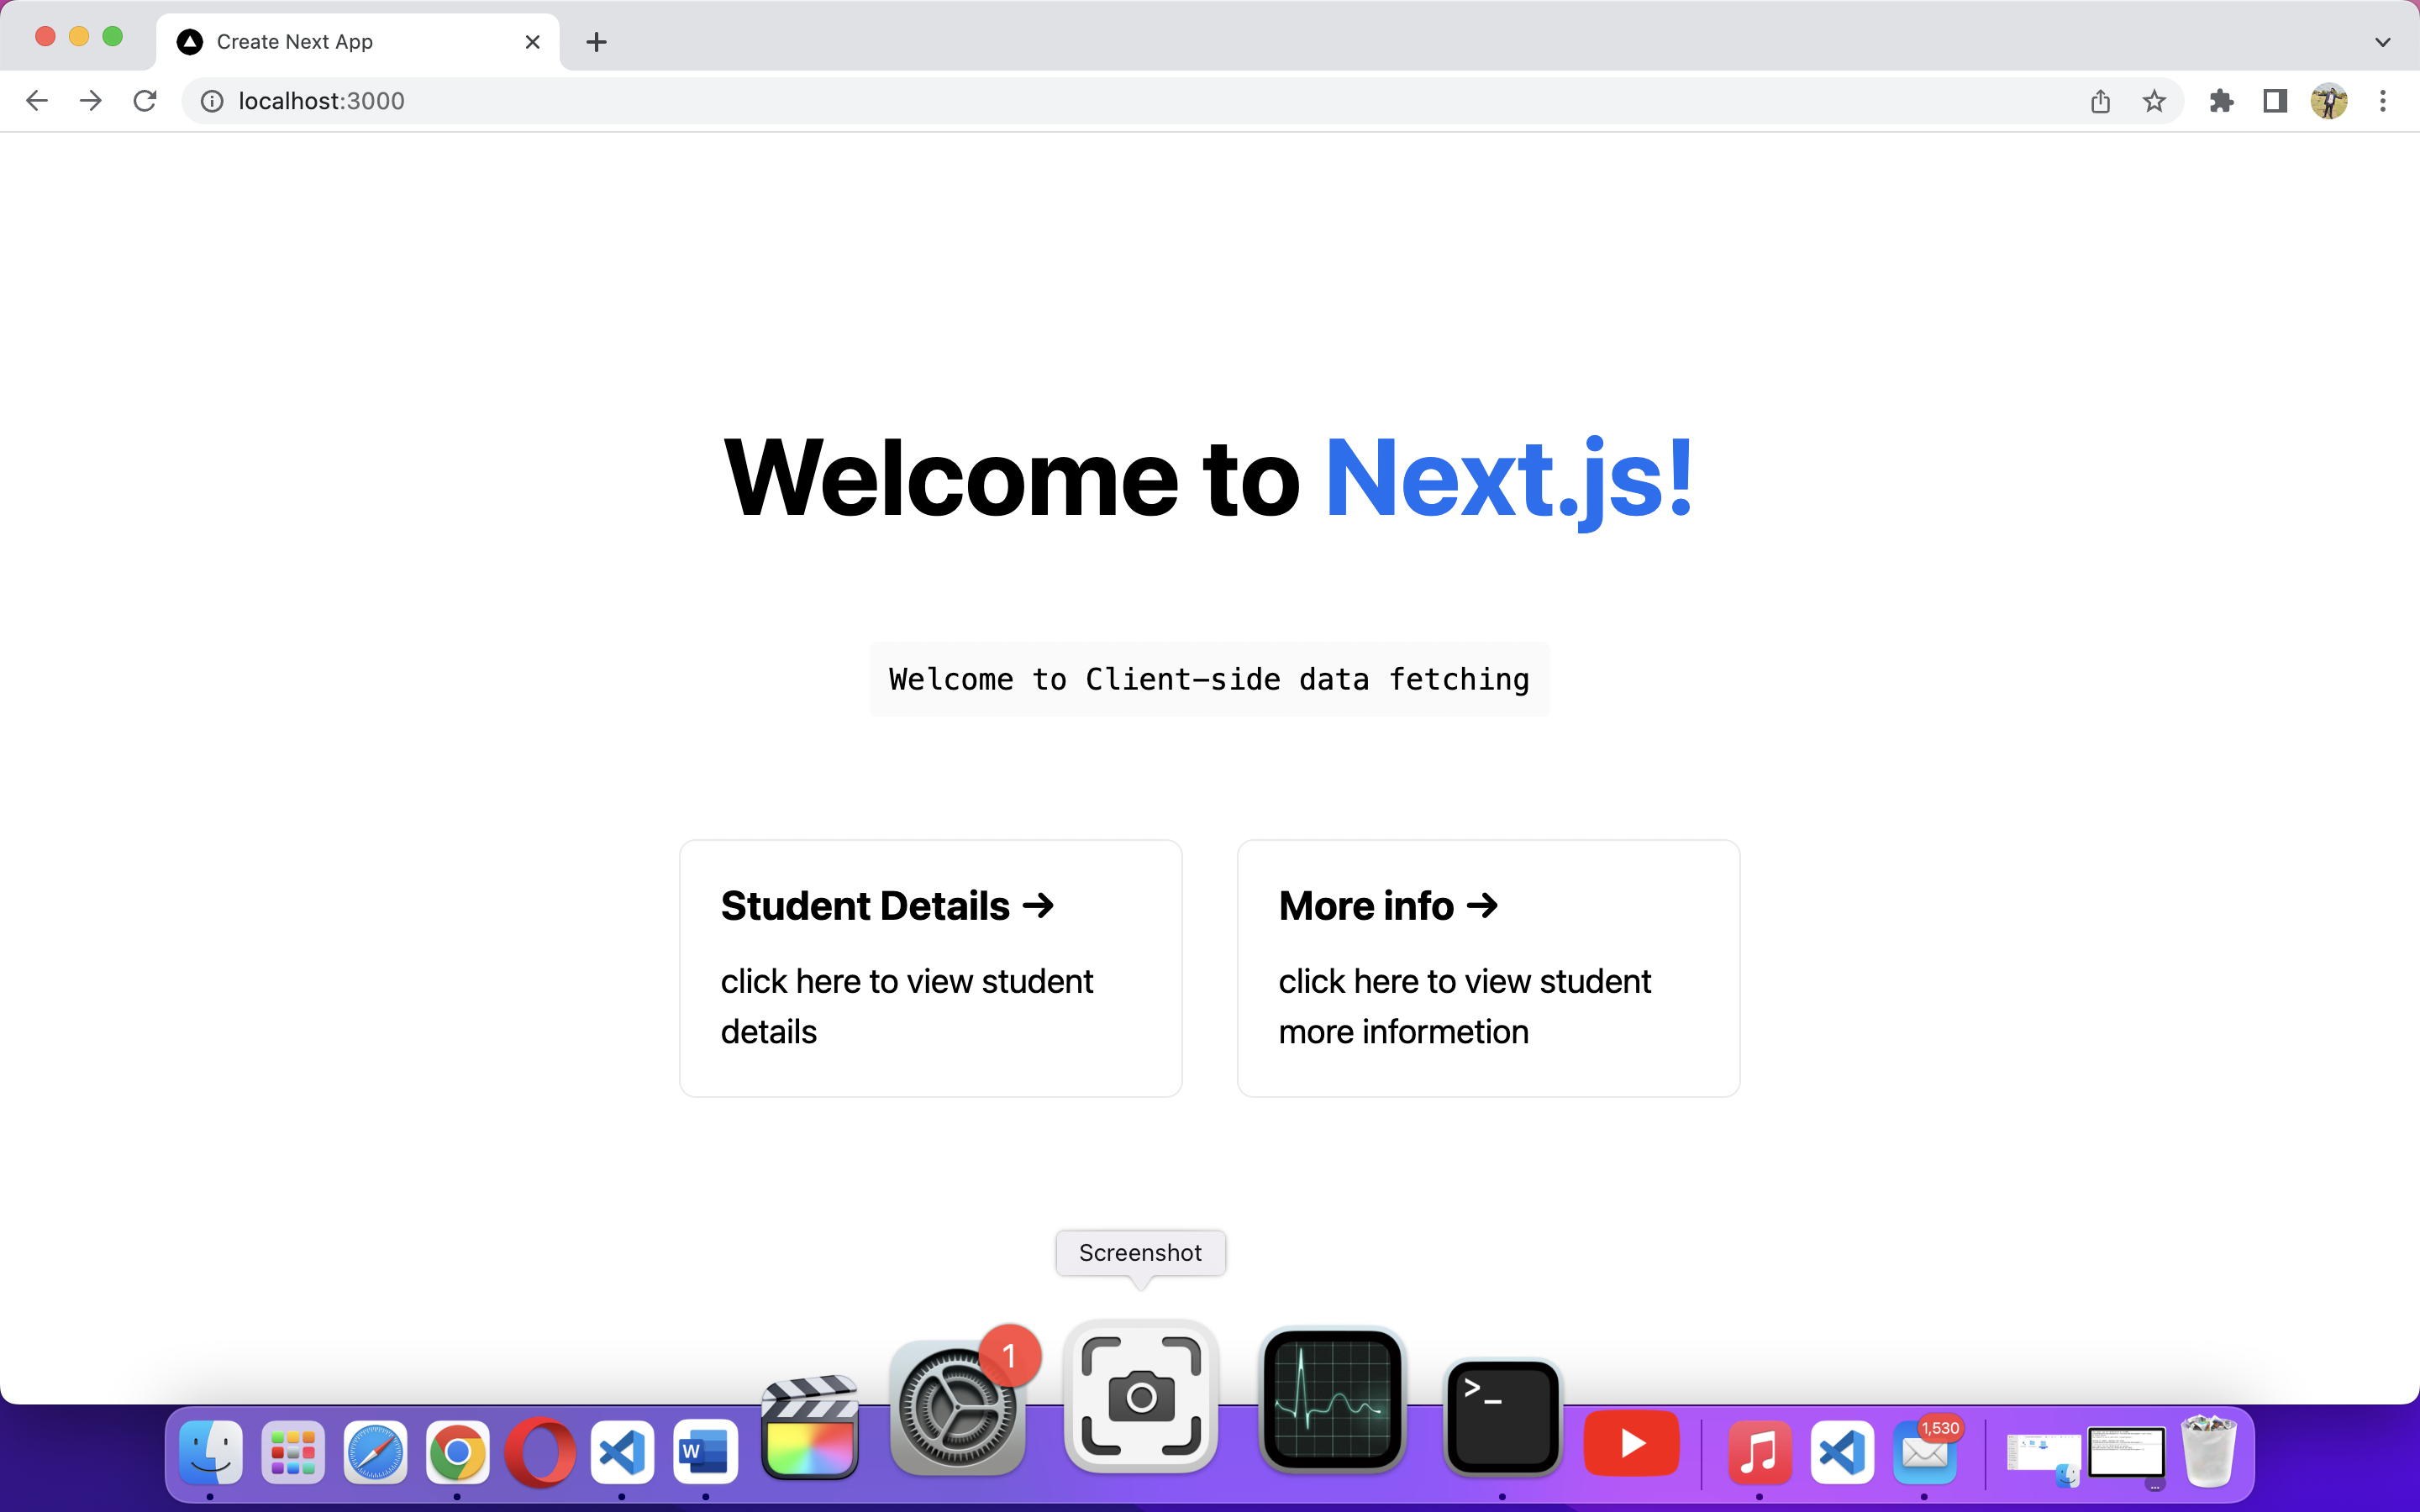 Create Next App
localhost:3000
Welcome to Next.js!
Welcome to Client-side data fetching
Student Details →
click here to view student
details
More info →
click here to view student
more informetion
Screenshot
1
>_
W
1,530